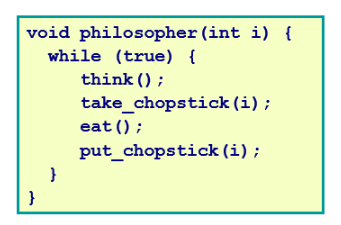 void philosopher(int i) {
  while (true) {
     think();
     take_chopstick(i);
     eat();
     put_chopstick(i);
  }
}